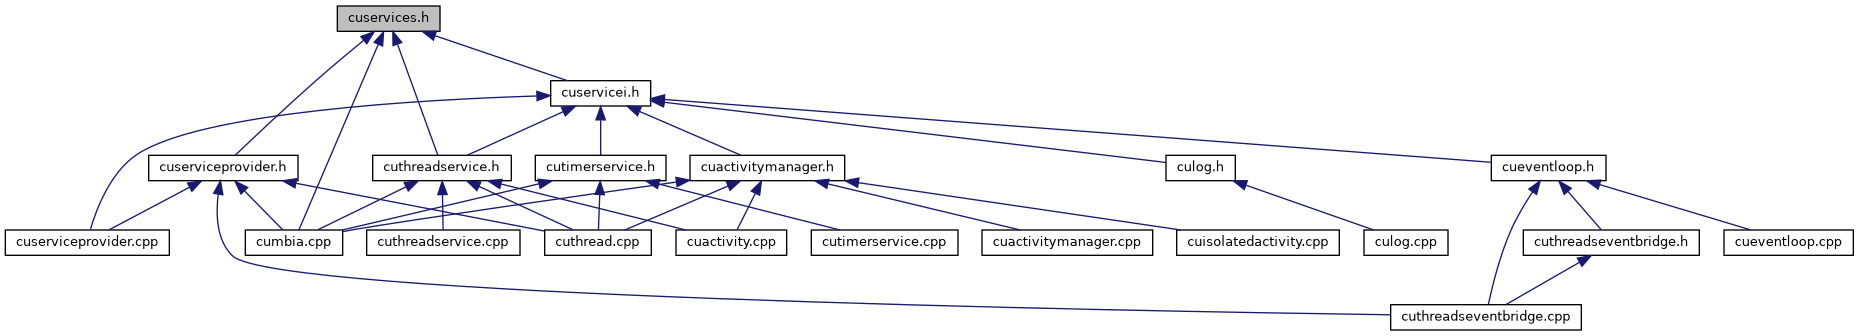 cuservices.h
cuservicei.h
cuserviceprovider.h
cuthreadservice.h
cutimerservice.h
cuactivitymanager.h
culog.h
cueventloop.h
cuserviceprovider.cpp
cumbia.cpp
cuthreadservice.cpp
cuthread.cpp
cuactivity.cpp
cutimerservice.cpp
cuactivitymanager.cpp
cuisolatedactivity.cpp
culog.cpp
cuthreadseventbridge.h
cueventloop.cpp
cuthreadseventbridge.cpp